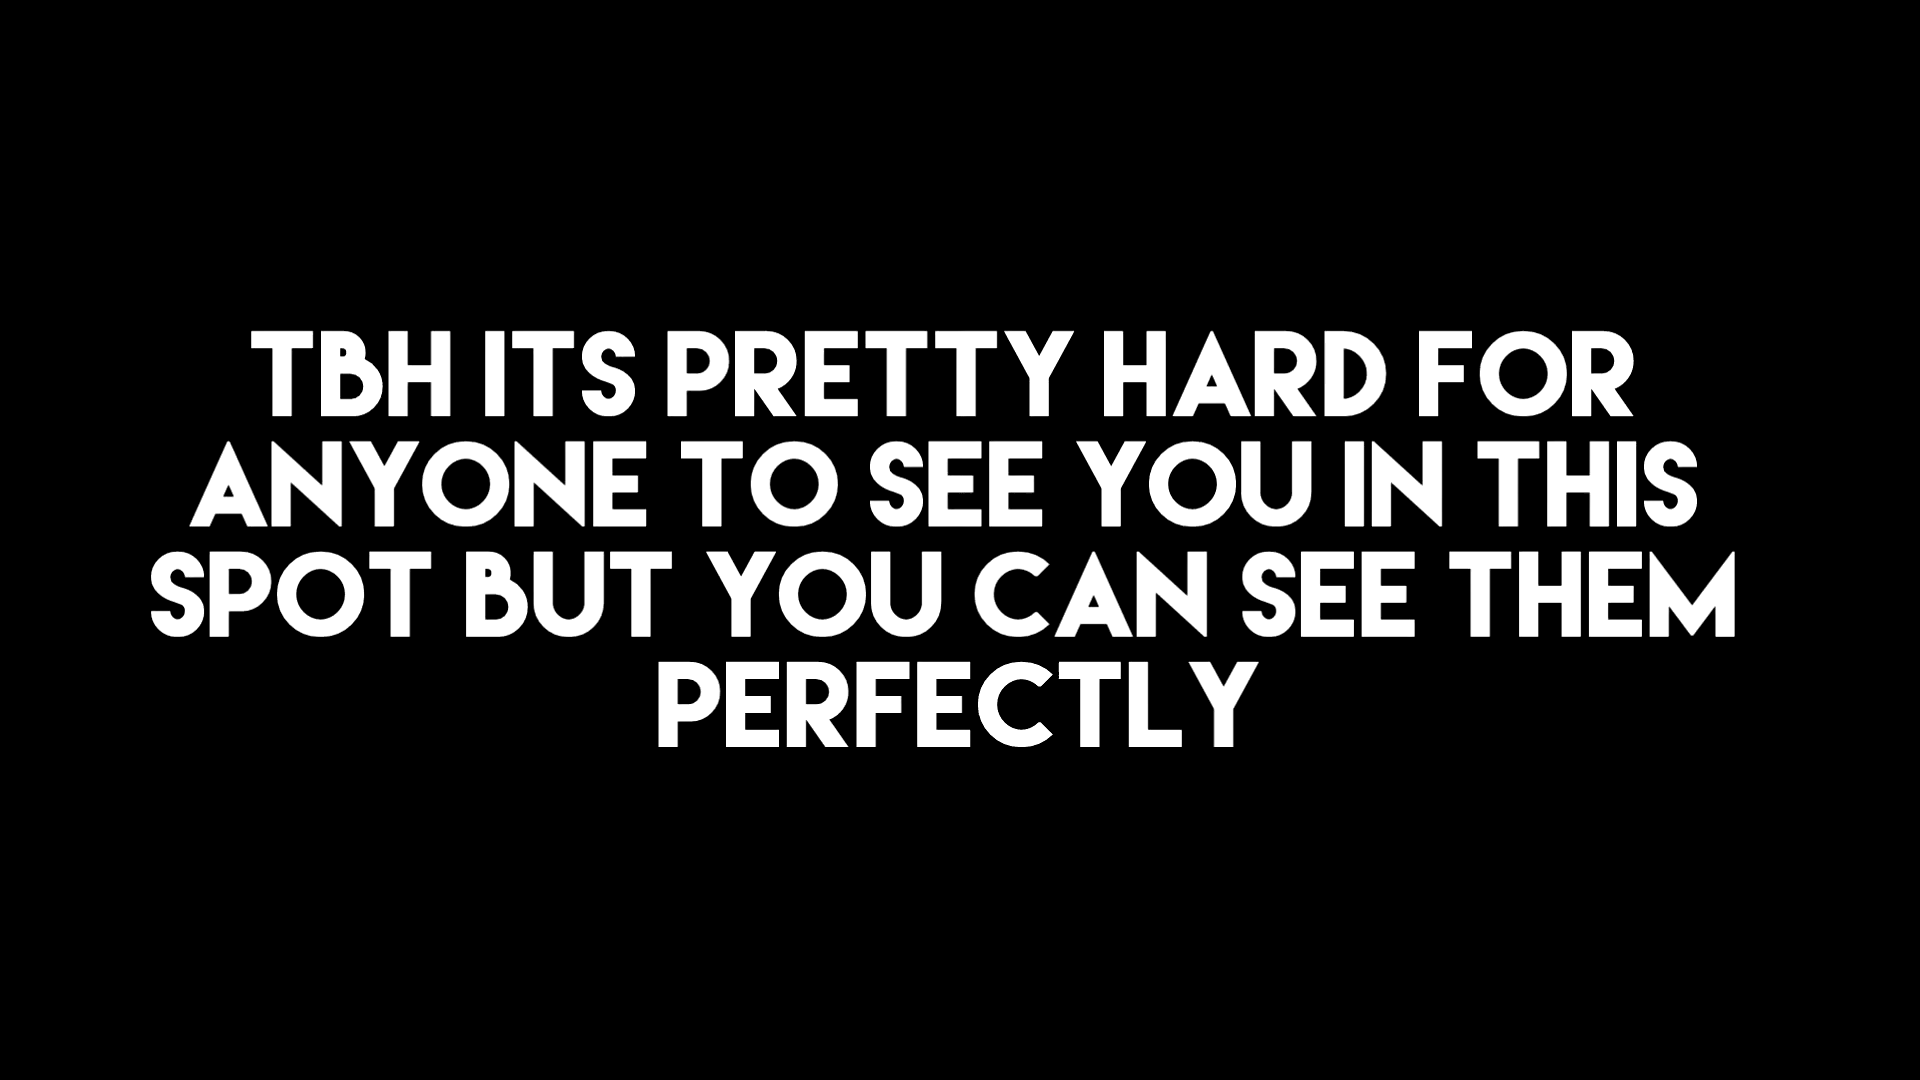 TBH ITS PRETTY HARD FOR
ANYONE TO SEE YOU IN THIS
SPOT BUT YOU CAN SEE THEM
PERFECTLY